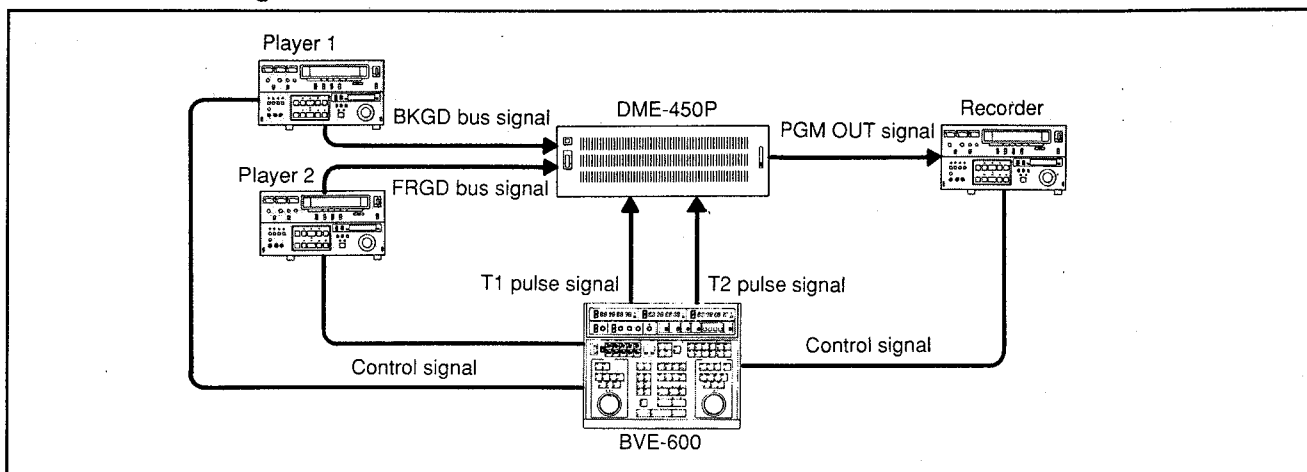 Player 1
BKGD bus signal
DME-450P
PGM OUT signal
Recorder
Player 2
FRGD bus signal
T1 pulse signal
T2 pulse signal
Control signal
Control signal
BVE-600